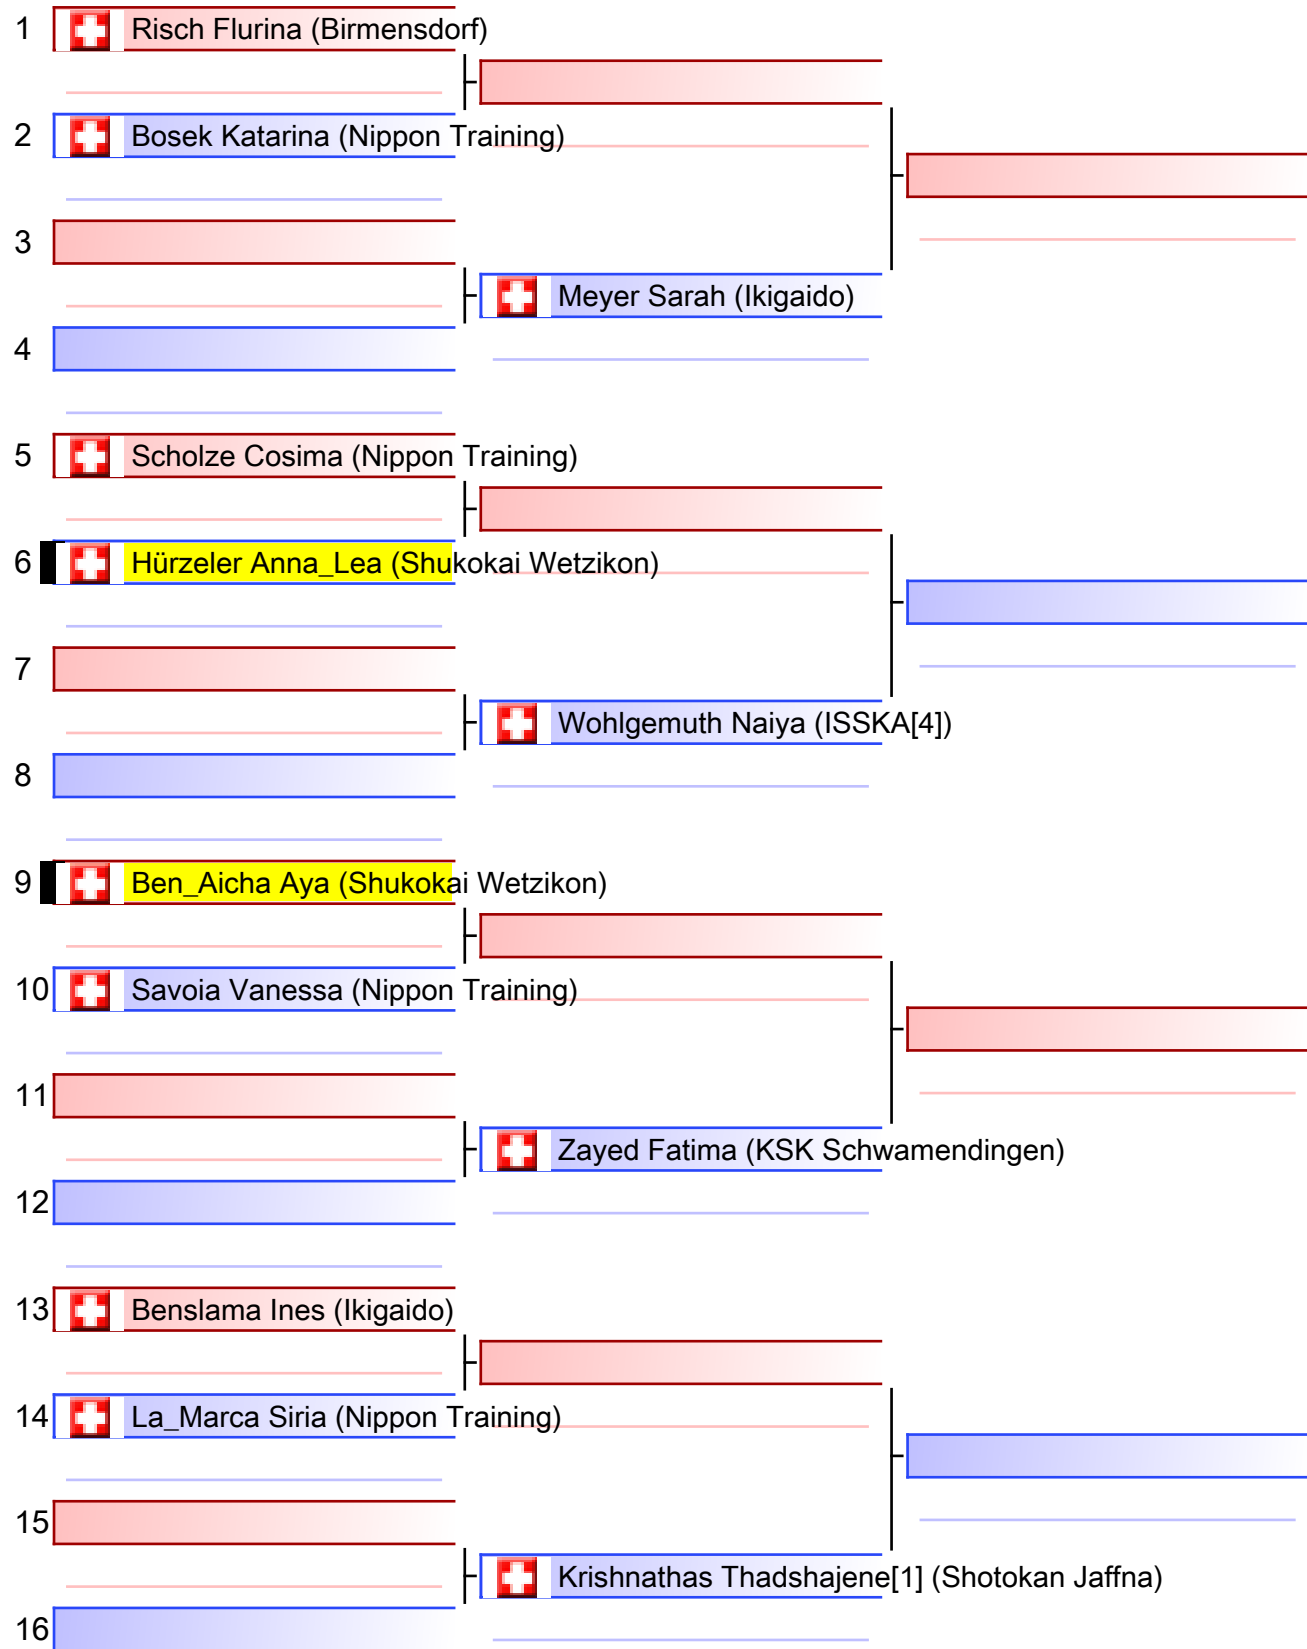 1 Risch Flurina (Birmensdorf)
2 Bosek Katarina (Nippon Training)
3
Meyer Sarah (Ikigaido)
4
5 Scholze Cosima (Nippon Training)
6 Hürzeler Anna_Lea (Shukokai Wetzikon)
7
Wohlgemuth Naiya (ISSKA[4])
8
9 Ben_Aicha Aya (Shukokai Wetzikon)
10 Savoia Vanessa (Nippon Training)
11
Zayed Fatima (KSK Schwamendingen)
12
13 Benslama Ines (Ikigaido)
14 La_Marca Siria (Nippon Training)
15
Krishnathas Thadshajene[1] (Shotokan Jaffna)
16